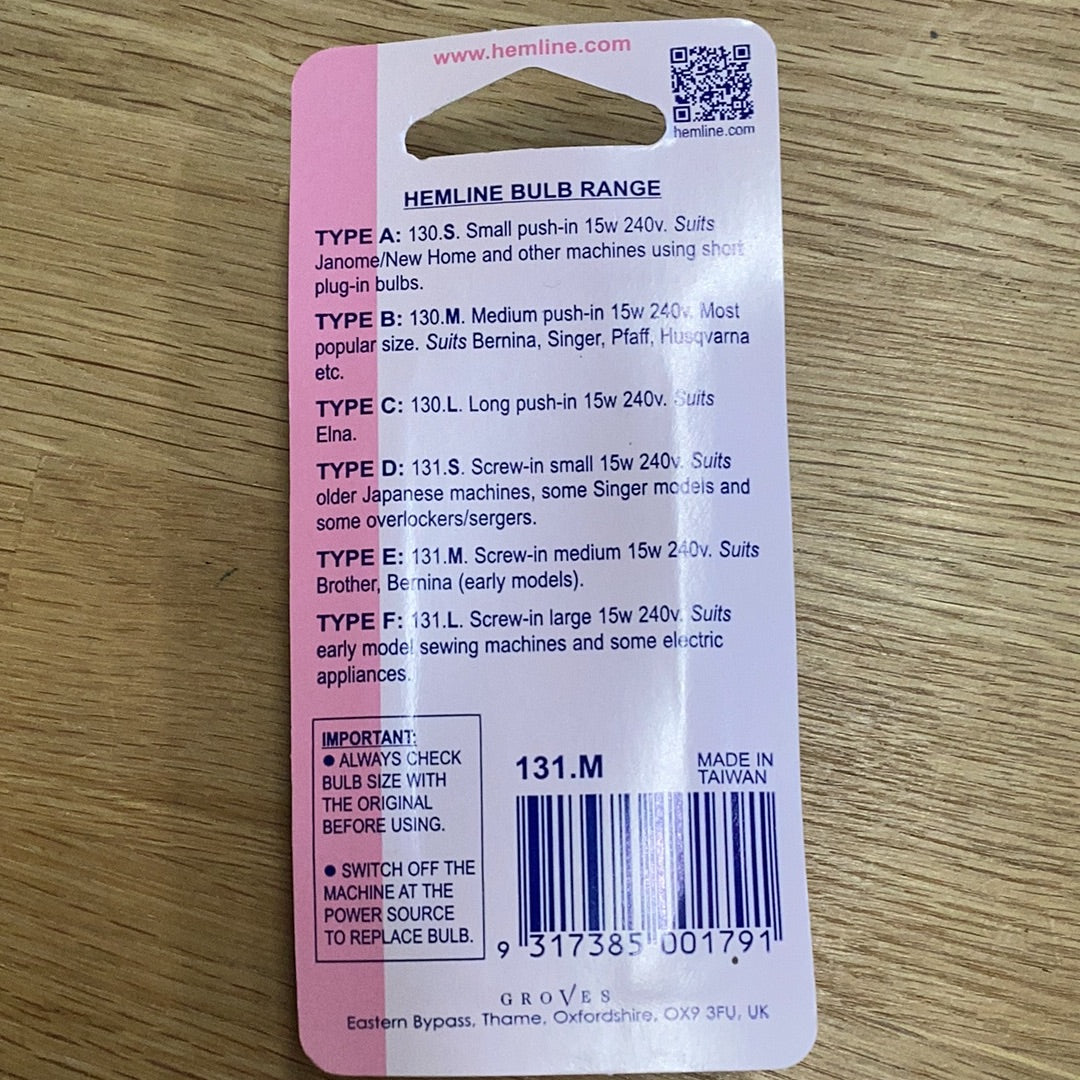 www.hemline.com
hemline.com
HEMLINE BULB RANGE
TYPE A: 130.S. Small push-in 15w 240v. Suits
Janome/New Home and other machines using short
plug-in bulbs.
TYPE B: 130.M. Medium push-in 15w 240v. Most
popular size. Suits Bernina, Singer, Pfaff, Husqvarna
etc.
TYPE C: 130.L. Long push-in 15w 240v. Suits
Elna.
TYPE D: 131.S. Screw-in small 15w 240v. Suits
older Japanese machines, some Singer models and
some overlockers/sergers.
TYPE E: 131.M. Screw-in medium 15w 240v. Suits
Brother, Bernina (early models).
TYPE F: 131.L. Screw-in large 15w 240v. Suits
early model sewing machines and some electric
appliances.
IMPORTANT:
● ALWAYS CHECK
BULB SIZE WITH
THE ORIGINAL
BEFORE USING.
● SWITCH OFF THE
MACHINE AT THE
POWER SOURCE
TO REPLACE BULB.
131.M
MADE IN
TAIWAN
9 317385 001791
GROVES
Eastern Bypass, Thame, Oxfordshire, OX9 3FU, UK